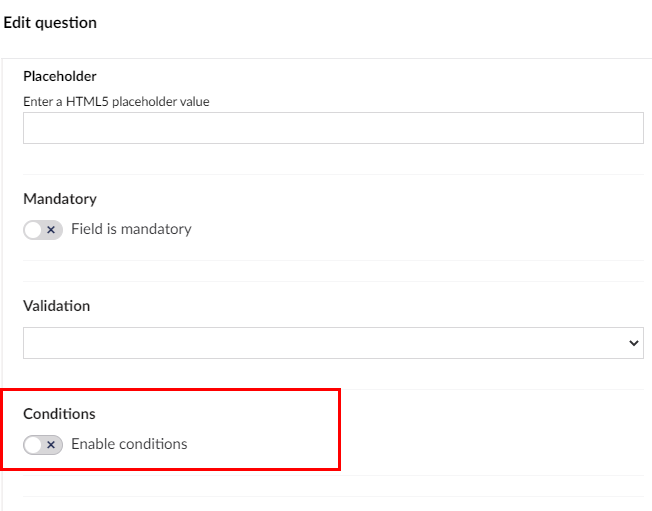 Edit question
Placeholder
Enter a HTML5 placeholder value
Mandatory
Field is mandatory
Validation
Conditions
Enable conditions